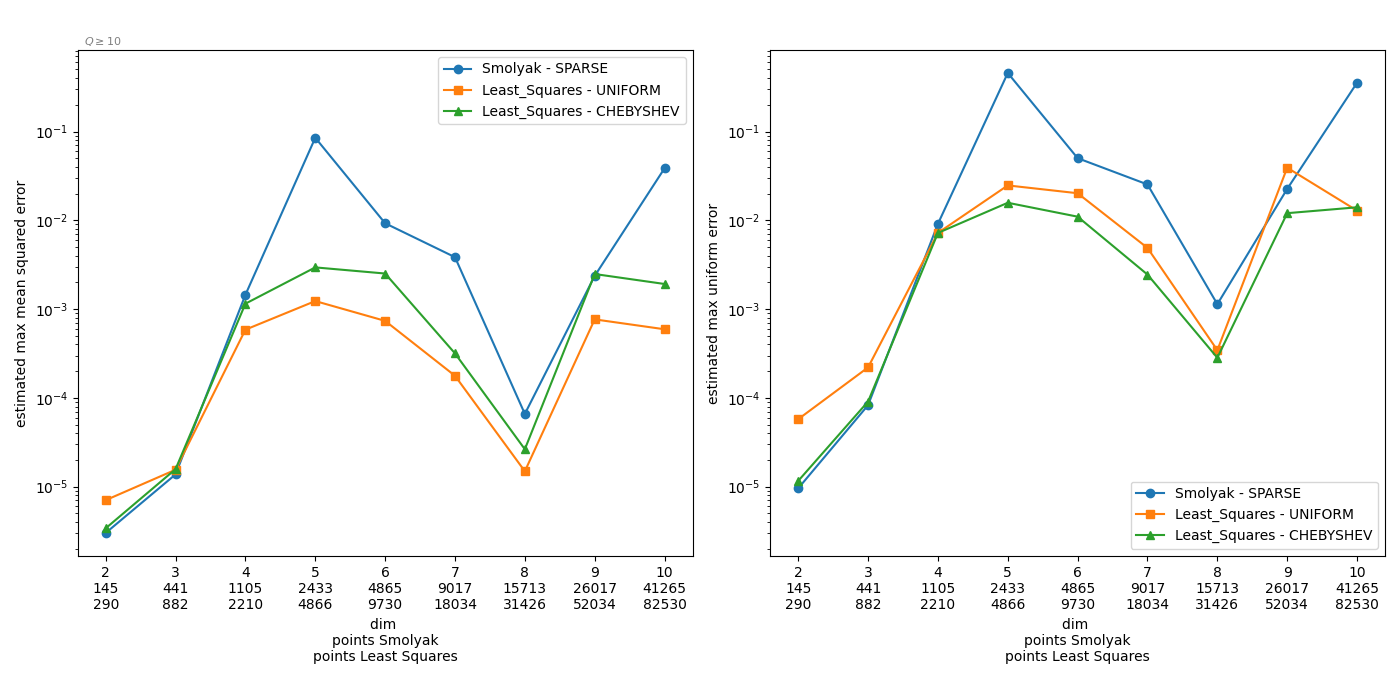 Q ≥ 10
estimated max mean squared error
10⁻¹
10⁻²
10⁻³
10⁻⁴
10⁻⁵
Smolyak - SPARSE
Least_Squares - UNIFORM
Least_Squares - CHEBYSHEV
2 3 4 5 6 7 8 9 10
145 441 1105 2433 4865 9017 15713 26017 41265
290 882 2210 4866 9730 18034 31426 52034 82530
dim
points Smolyak
points Least Squares
estimated max uniform error
10⁻¹
10⁻²
10⁻³
10⁻⁴
10⁻⁵
Smolyak - SPARSE
Least_Squares - UNIFORM
Least_Squares - CHEBYSHEV
2 3 4 5 6 7 8 9 10
145 441 1105 2433 4865 9017 15713 26017 41265
290 882 2210 4866 9730 18034 31426 52034 82530
dim
points Smolyak
points Least Squares